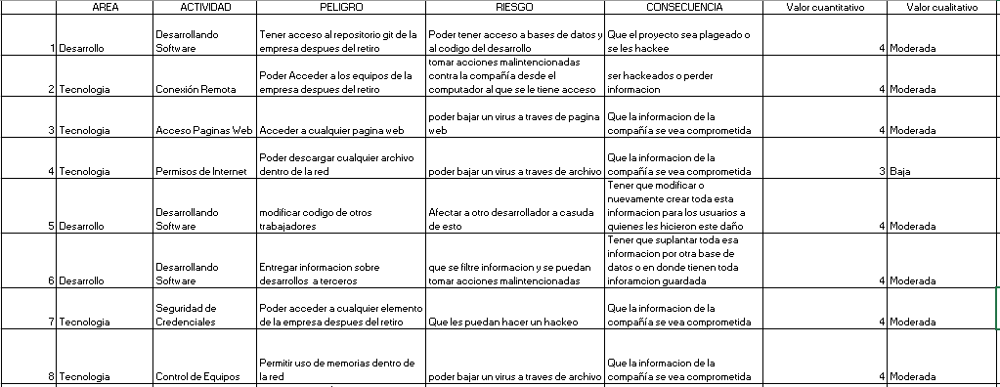 AREA ACTIVIDAD PELIGRO RIESGO CONSECUENCIA Valor cuantitativo Valor cualitativo
1 Desarrollo Desarrollando Software Tener acceso al repositorio git de la empresa despues del retiro Poder tener acceso a bases de datos y al codigo del desarrollo Que el proyecto sea plageado o se les hackee 4 Moderada
2 Tecnologia Conexión Remota Poder Acceder a los equipos de la empresa despues del retiro tomar acciones malintencionadas contra la compañía desde el computador al que se le tiene acceso ser hackeados o perder informacion 4 Moderada
3 Tecnologia Acceso Paginas Web Acceder a cualquier pagina web poder bajar un virus a traves de pagina web Que la informacion de la compañía se vea comprometida 4 Moderada
4 Tecnologia Permisos de Internet Poder descargar cualquier archivo dentro de la red poder bajar un virus a traves de archivo Que la informacion de la compañía se vea comprometida 3 Baja
5 Desarrollo Desarrollando Software modificar codigo de otros trabajadores Afectar a otro desarrollador a casuda de esto Tener que modificar o nuevamente crear toda esta informacion para los usuarios a quienes les hicieron este daño 4 Moderada
6 Desarrollo Desarrollando Software Entregar informacion sobre desarrollos a terceros que se filtre informacion y se puedan tomar acciones malintencionadas Tener que suplantar toda esa informacion por otra base de datos o en donde tienen toda inforamcion guardada 4 Moderada
7 Tecnologia Seguridad de Credenciales Poder acceder a cualquier elemento de la empresa despues del retiro Que les puedan hacer un hackeo Que la informacion de la compañía se vea comprometida 4 Moderada
8 Tecnologia Control de Equipos Permitir uso de memorias dentro de la red poder bajar un virus a traves de archivo Que la informacion de la compañía se vea comprometida 4 Moderada